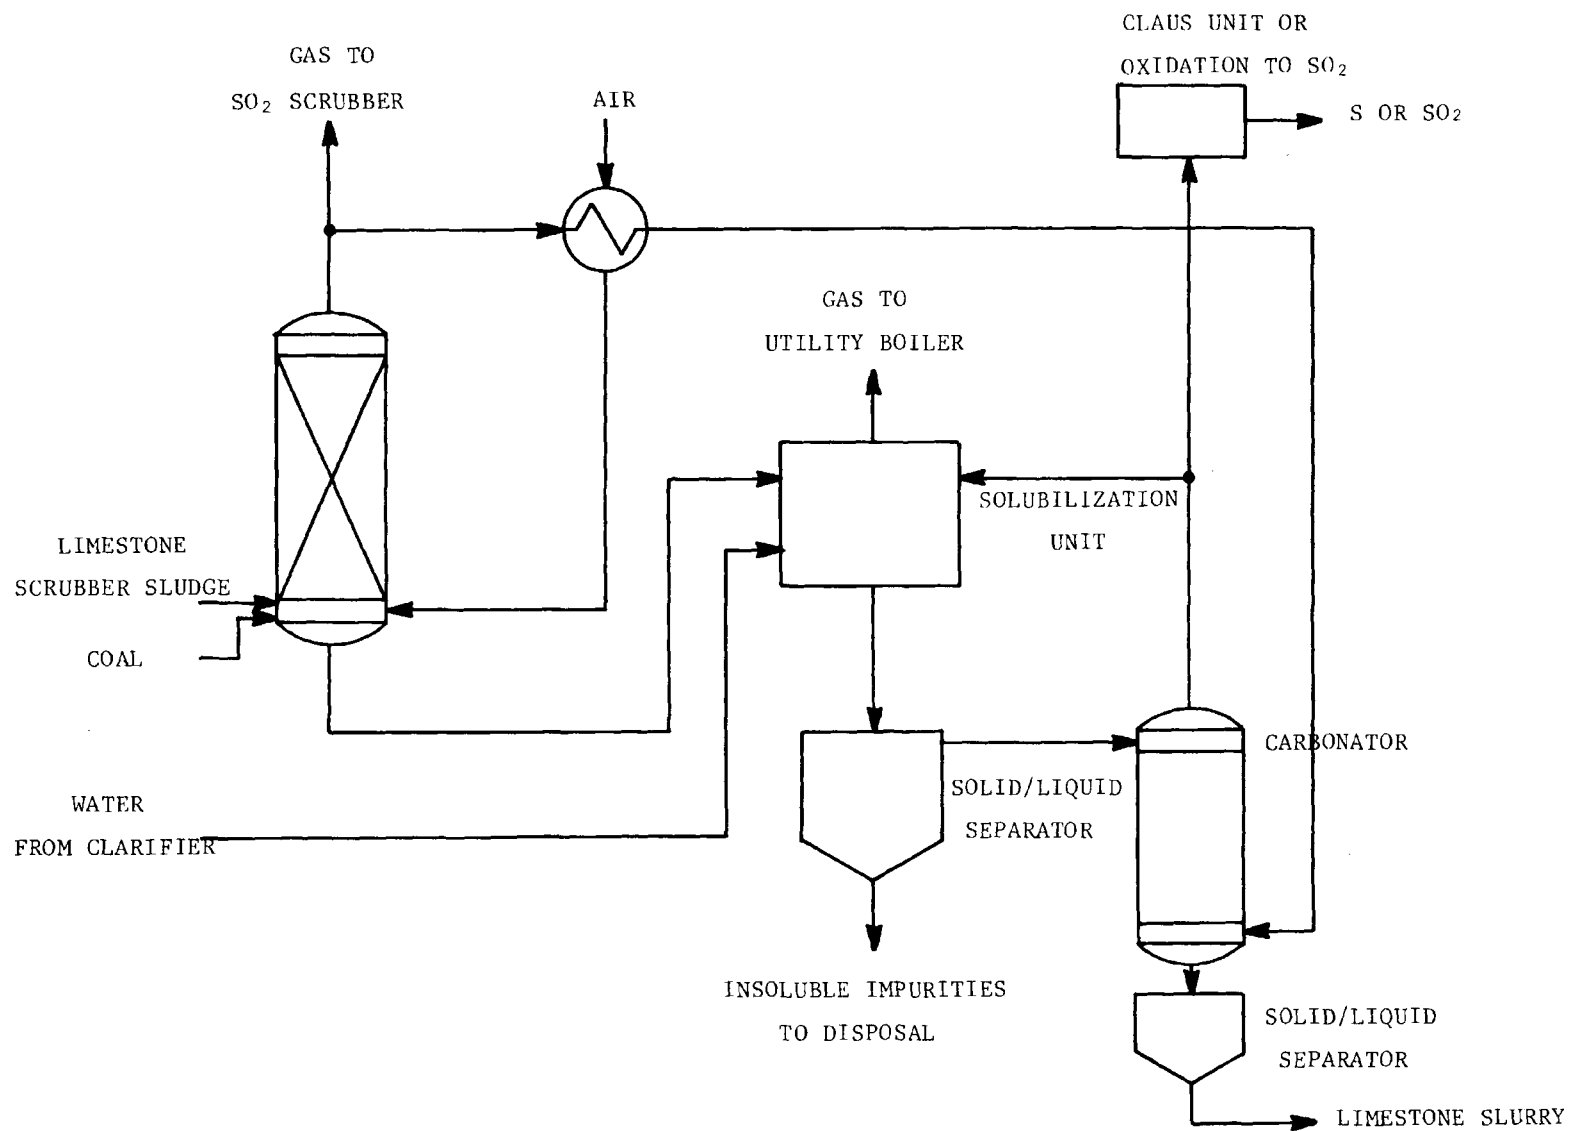 CLAUS UNIT OR
OXIDATION TO SO₂
S OR SO₂
GAS TO
SO₂ SCRUBBER
AIR
GAS TO
UTILITY BOILER
SOLUBILIZATION
UNIT
LIMESTONE
SCRUBBER SLUDGE
COAL
CARBONATOR
SOLID/LIQUID
SEPARATOR
WATER
FROM CLARIFIER
INSOLUBLE IMPURITIES
TO DISPOSAL
SOLID/LIQUID
SEPARATOR
LIMESTONE SLURRY